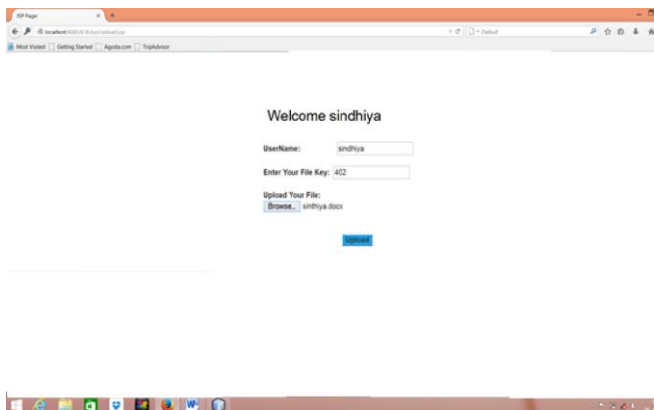 JSP Page
Most Visited Getting Started Agoda.com TripAdvisor
Welcome sindhiya
UserName: sindhiya
Enter Your File Key: 402
Upload Your File:
Browse.. sinthiya.docx
Upload